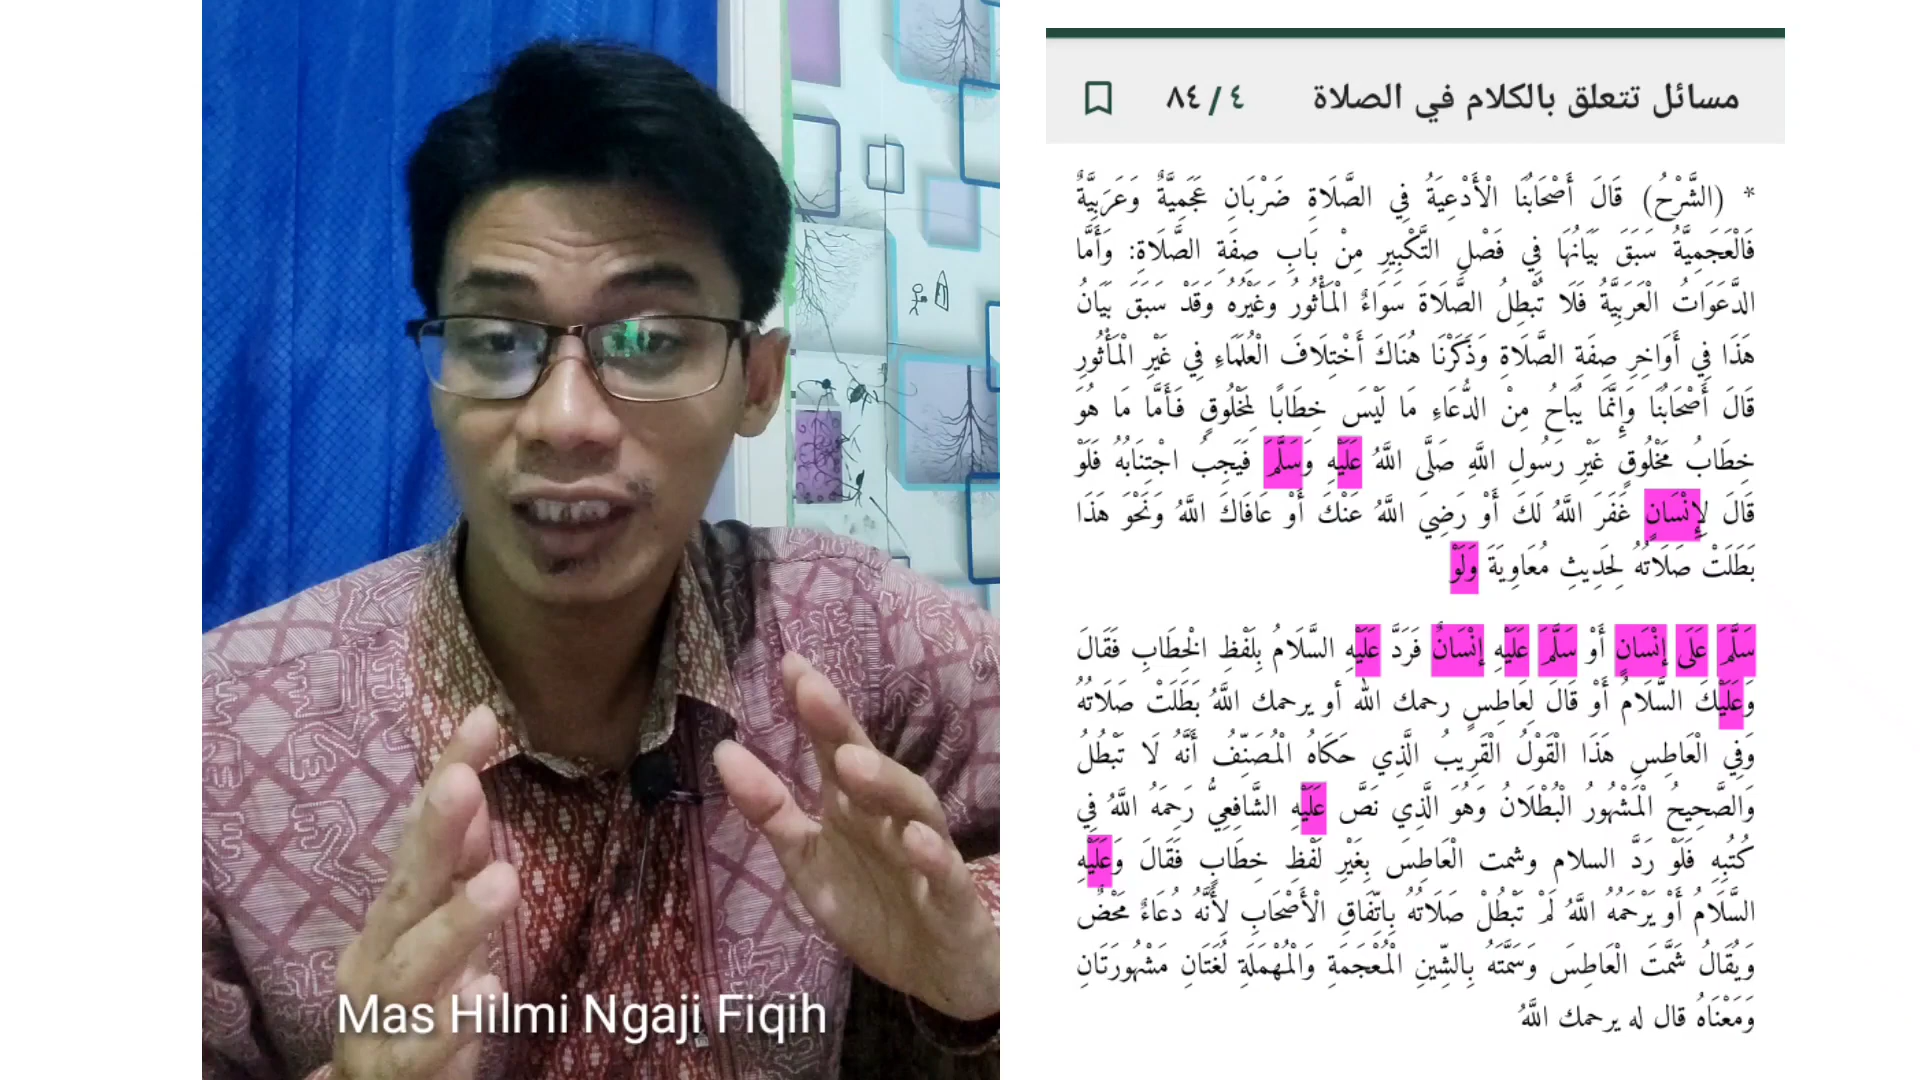 مسائل تتعلق بالكلام في الصلاة ٤ / ٨٤
* (الشَّرْحُ) قَالَ أَصْحَابُنَا الْأَدْعِيَةُ فِي الصَّلَاةِ ضَرْبَانِ عَجَمِيَّةٌ وَعَرَبِيَّةٌ
فَالْعَجَمِيَّةُ سَبَقَ بَيَانُهَا فِي فَصْلِ التَّكْبِيرِ مِنْ بَابِ صِفَةِ الصَّلَاةِ: وَأَمَّا
الدَّعَوَاتُ الْعَرَبِيَّةُ فَلَا تُبْطِلُ الصَّلَاةَ سَوَاءٌ الْمَأْثُورُ وَغَيْرُهُ وَقَدْ سَبَقَ بَيَانُ
هَذَا فِي أَوَاخِرِ صِفَةِ الصَّلَاةِ وَذَكَرْنَا هُنَاكَ أَخْتِلَافَ الْعُلَمَاءِ فِي غَيْرِ الْمَأْثُورِ
قَالَ أَصْحَابُنَا وَإِنَّمَا يُبَاح مِنْ الدُّعَاءِ مَا لَيْسَ خِطَابًا لِمَخْلُوقٍ فَأَمَّا مَا هُوَ
خِطَابُ مَخْلُوقٍ غَيْرِ رَسُولِ اللَّهِ صَلَّى اللَّهُ عَلَيْهِ وَسَلَّمَ فَيَجِبُ اجْتِنَابُهُ فَلَوْ
قَالَ لِإِنْسَانٍ غَفَرَ اللَّهُ لَكَ أَوْ رَضِيَ اللَّهُ عَنْكَ أَوْ عَافَاكَ اللَّهُ وَنَحْوَ هَذَا
بَطَلَتْ صَلَاتُهُ لِحَدِيثِ مُعَاوِيَةَ وَلَوْ
سَلَّمَ عَلَى إنْسَانٍ أَوْ سَلَّمَ عَلَيْهِ إنْسَانٌ فَرَدَّ عَلَيْهِ السَّلَامُ بِلَفْظِ الْخِطَابِ فَقَالَ
وَعَلَيْكَ السَّلَامُ أَوْ قَالَ لِعَاطِسٍ رحمك الله أو يرحمك اللَّهُ بَطَلَتْ صَلَاتُهُ
وَفِي الْعَاطِسِ هَذَا الْقَوْلُ الْقَرِيبُ الَّذِي حَكَاهُ الْمُصَنِّفُ أَنَّهُ لَا تَبْطُلُ
وَالصَّحِيحُ الْمَشْهُورُ الْبُطْلَانُ وَهُوَ الَّذِي نَصَّ عَلَيْهِ الشَّافِعِيُّ رَحِمَهُ اللَّهُ فِي
كُتُبِهِ فَلَوْ رَدَّ السلام وشمت الْعَاطِسَ بِغَيْرِ لَفْظِ خِطَابٍ فَقَالَ وَعَلَيْهِ
السَّلَامُ أَوْ يَرْحَمُهُ اللَّهُ لَمْ تَبْطُلْ صَلَاتُهُ بِاتِّفَاقِ الْأَصْحَابِ لِأَنَّهُ دُعَاءٌ مَحْضٌ
وَيُقَالُ شَمَّتَ الْعَاطِسَ وَسَمَّتَهُ بِالشِّينِ الْمُعْجَمَةِ وَالْمُهْمَلَةِ لُغَتَانِ مَشْهُورَتَانِ
وَمَعْنَاهُ قال له يرحمك اللَّهُ
Mas Hilmi Ngaji Fiqih